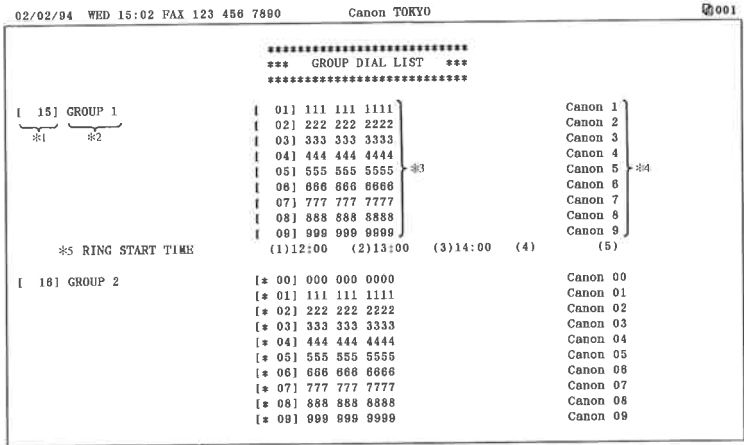 02/02/94 WED 15:02 FAX 123 456 7890 Canon TOKYO 001
****************************
*** GROUP DIAL LIST ***
****************************
[ 15] GROUP 1 [ 01] 111 111 1111 Canon 1
*1 *2 [ 02] 222 222 2222 Canon 2
[ 03] 333 333 3333 Canon 3
[ 04] 444 444 4444 Canon 4
[ 05] 555 555 5555 *3 Canon 5 *4
[ 06] 666 666 6666 Canon 6
[ 07] 777 777 7777 Canon 7
[ 08] 888 888 8888 Canon 8
[ 09] 999 999 9999 Canon 9
*5 RING START TIME (1)12:00 (2)13:00 (3)14:00 (4) (5)
[ 16] GROUP 2 [* 00] 000 000 0000 Canon 00
[* 01] 111 111 1111 Canon 01
[* 02] 222 222 2222 Canon 02
[* 03] 333 333 3333 Canon 03
[* 04] 444 444 4444 Canon 04
[* 05] 555 555 5555 Canon 05
[* 06] 666 666 6666 Canon 06
[* 07] 777 777 7777 Canon 07
[* 08] 888 888 8888 Canon 08
[* 09] 999 999 9999 Canon 09